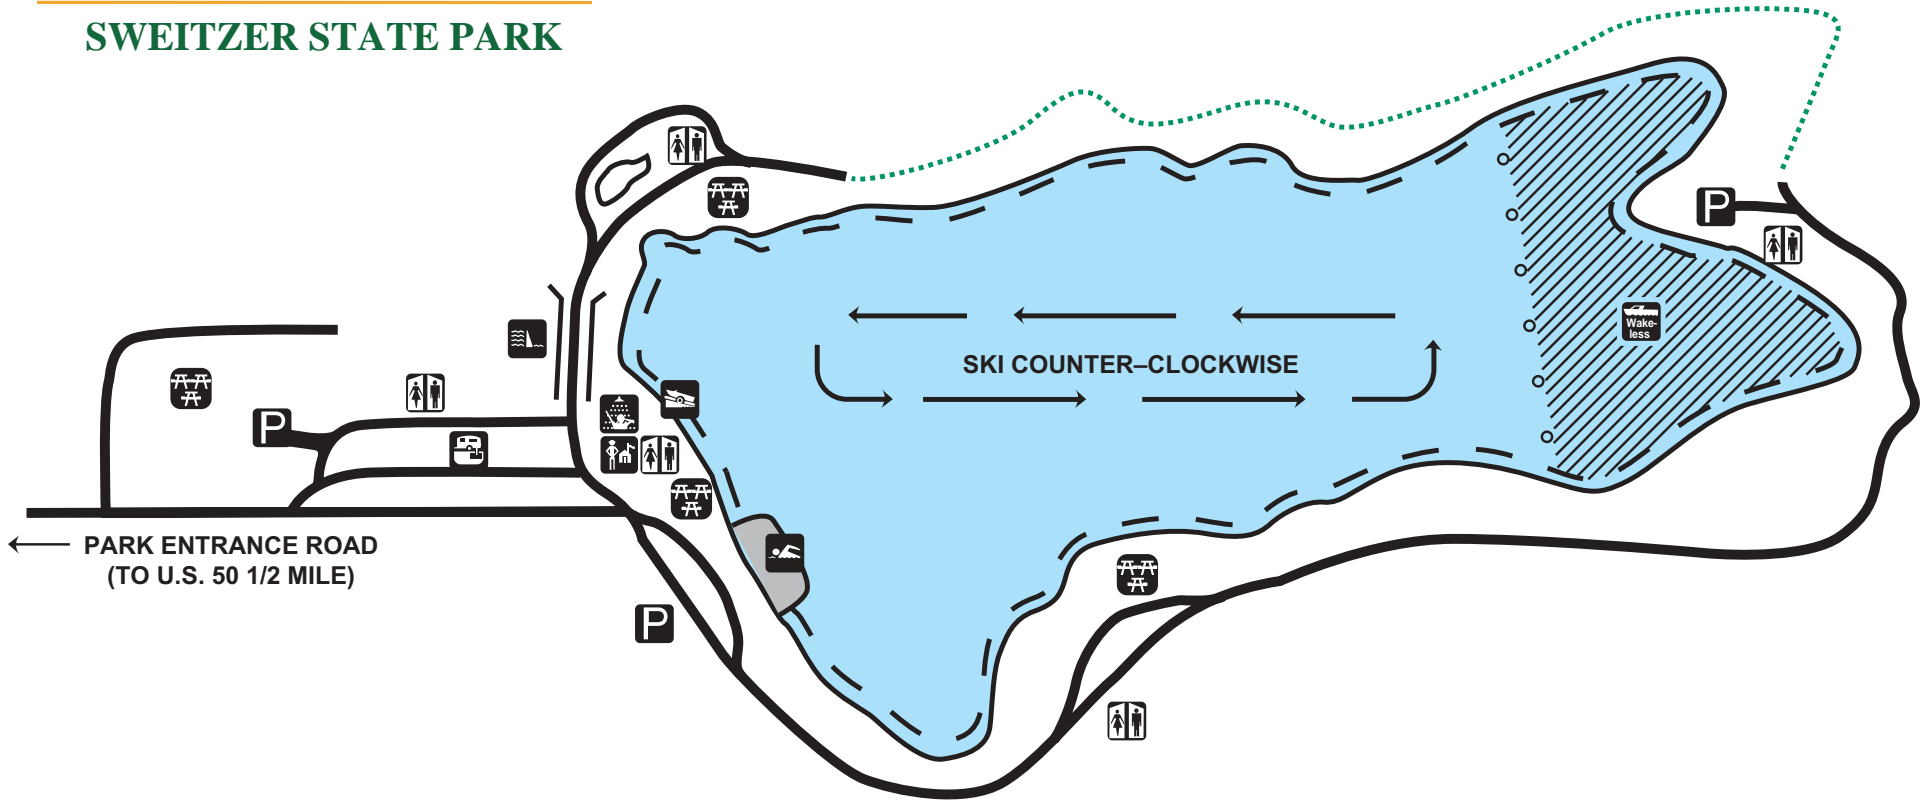 SWEITZER STATE PARK
P
Wake-
less
SKI COUNTER–CLOCKWISE
P
PARK ENTRANCE ROAD
(TO U.S. 50 1/2 MILE)
P